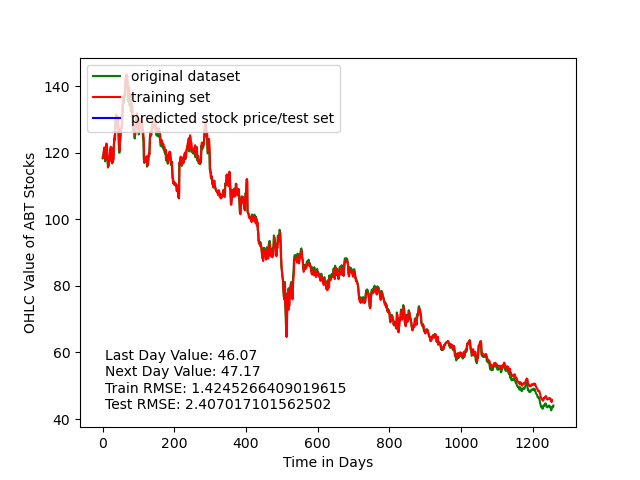 original dataset
training set
predicted stock price/test set
OHLC Value of ABT Stocks
140
120
100
80
60
40
Last Day Value: 46.07
Next Day Value: 47.17
Train RMSE: 1.4245266409019615
Test RMSE: 2.407017101562502
0 200 400 600 800 1000 1200
Time in Days